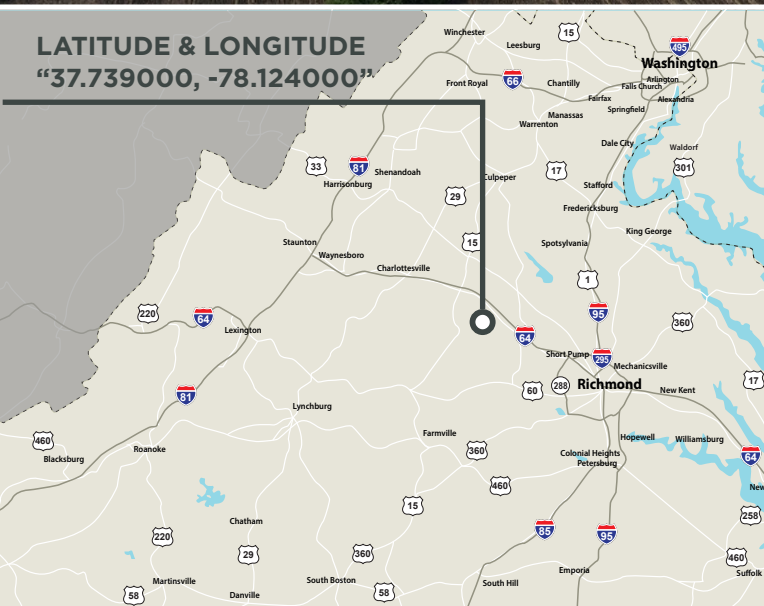 LATITUDE & LONGITUDE
“37.739000, -78.124000”
Winchester
15
Leesburg
495
Washington
Front Royal
66
Chantilly
Arlington
Falls Church
Fairfax
Alexandria
Springfield
Manassas
Warrenton
Dale City
Waldorf
33
81
Shenandoah
Harrisonburg
Culpeper
17
301
29
Stafford
Fredericksburg
King George
15
Spotsylvania
Staunton
Waynesboro
Charlottesville
1
220
64
95
360
Lexington
64
Short Pump
295
Mechanicsville
17
81
60
288
Richmond
New Kent
Lynchburg
460
Blacksburg
Roanoke
Farmville
360
Hopewell
Williamsburg
Colonial Heights
Petersburg
64
460
New
15
258
Chatham
220
29
360
85
95
460
Martinsville
South Boston
58
South Hill
Emporia
Suffolk
58
Danville